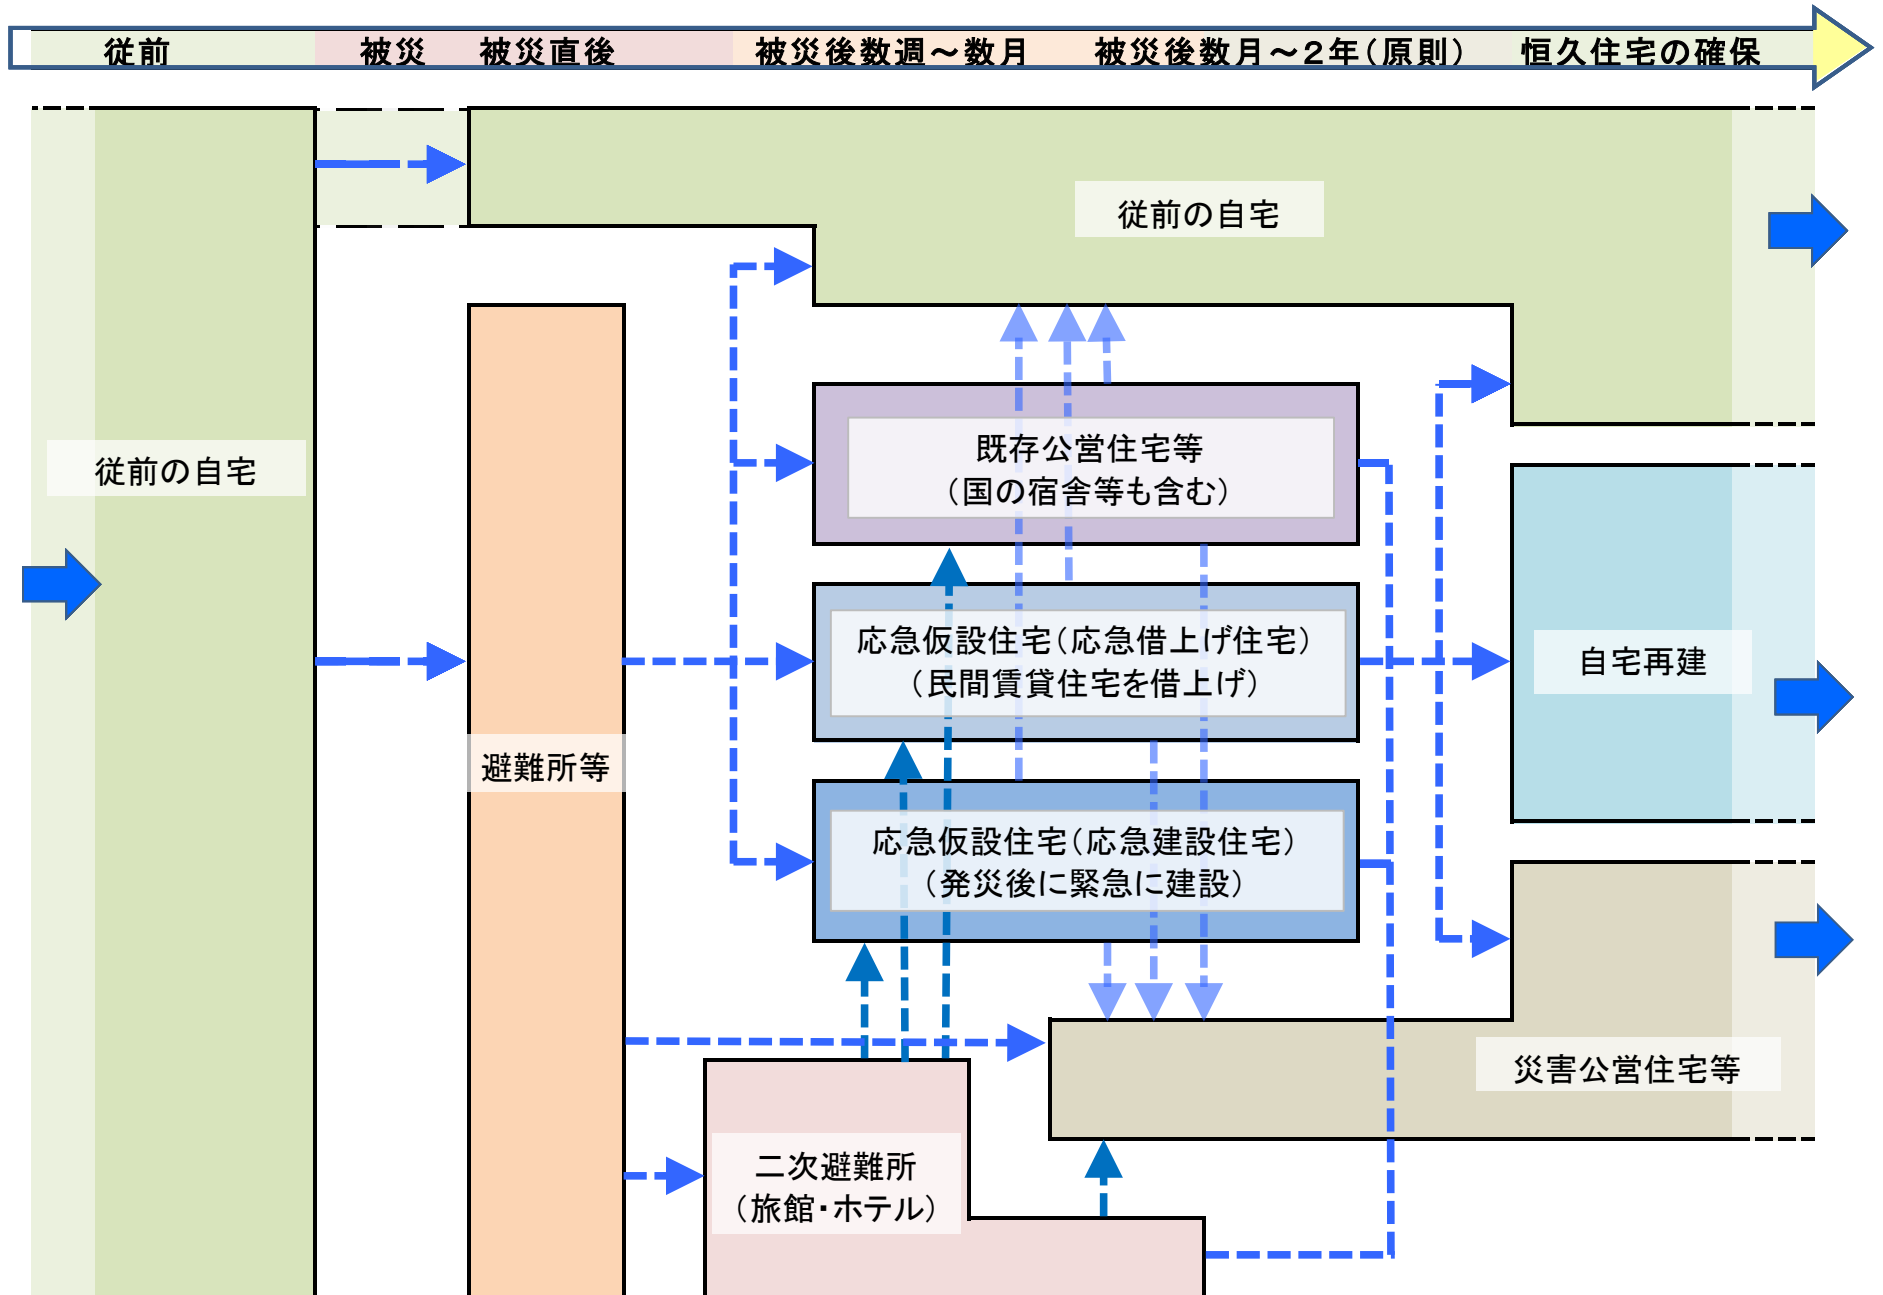 従前 被災 被災直後 被災後数週～数月 被災後数月～２年（原則） 恒久住宅の確保
従前の自宅
従前の自宅
既存公営住宅等
（国の宿舎等も含む）
応急仮設住宅（応急借上げ住宅）
（民間賃貸住宅を借上げ）
自宅再建
避難所等
応急仮設住宅（応急建設住宅）
（発災後に緊急に建設）
災害公営住宅等
二次避難所
（旅館・ホテル）